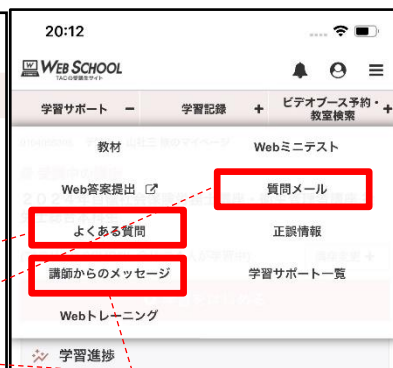 20:12
WEB SCHOOL
TACの受講生サイト
学習サポート － 学習記録 ＋ ビデオブース予約・教室検索 ＋
教材 Webミニテスト
Web答案提出 質問メール
よくある質問 正誤情報
講師からのメッセージ 学習サポート一覧
Webトレーニング
学習進捗